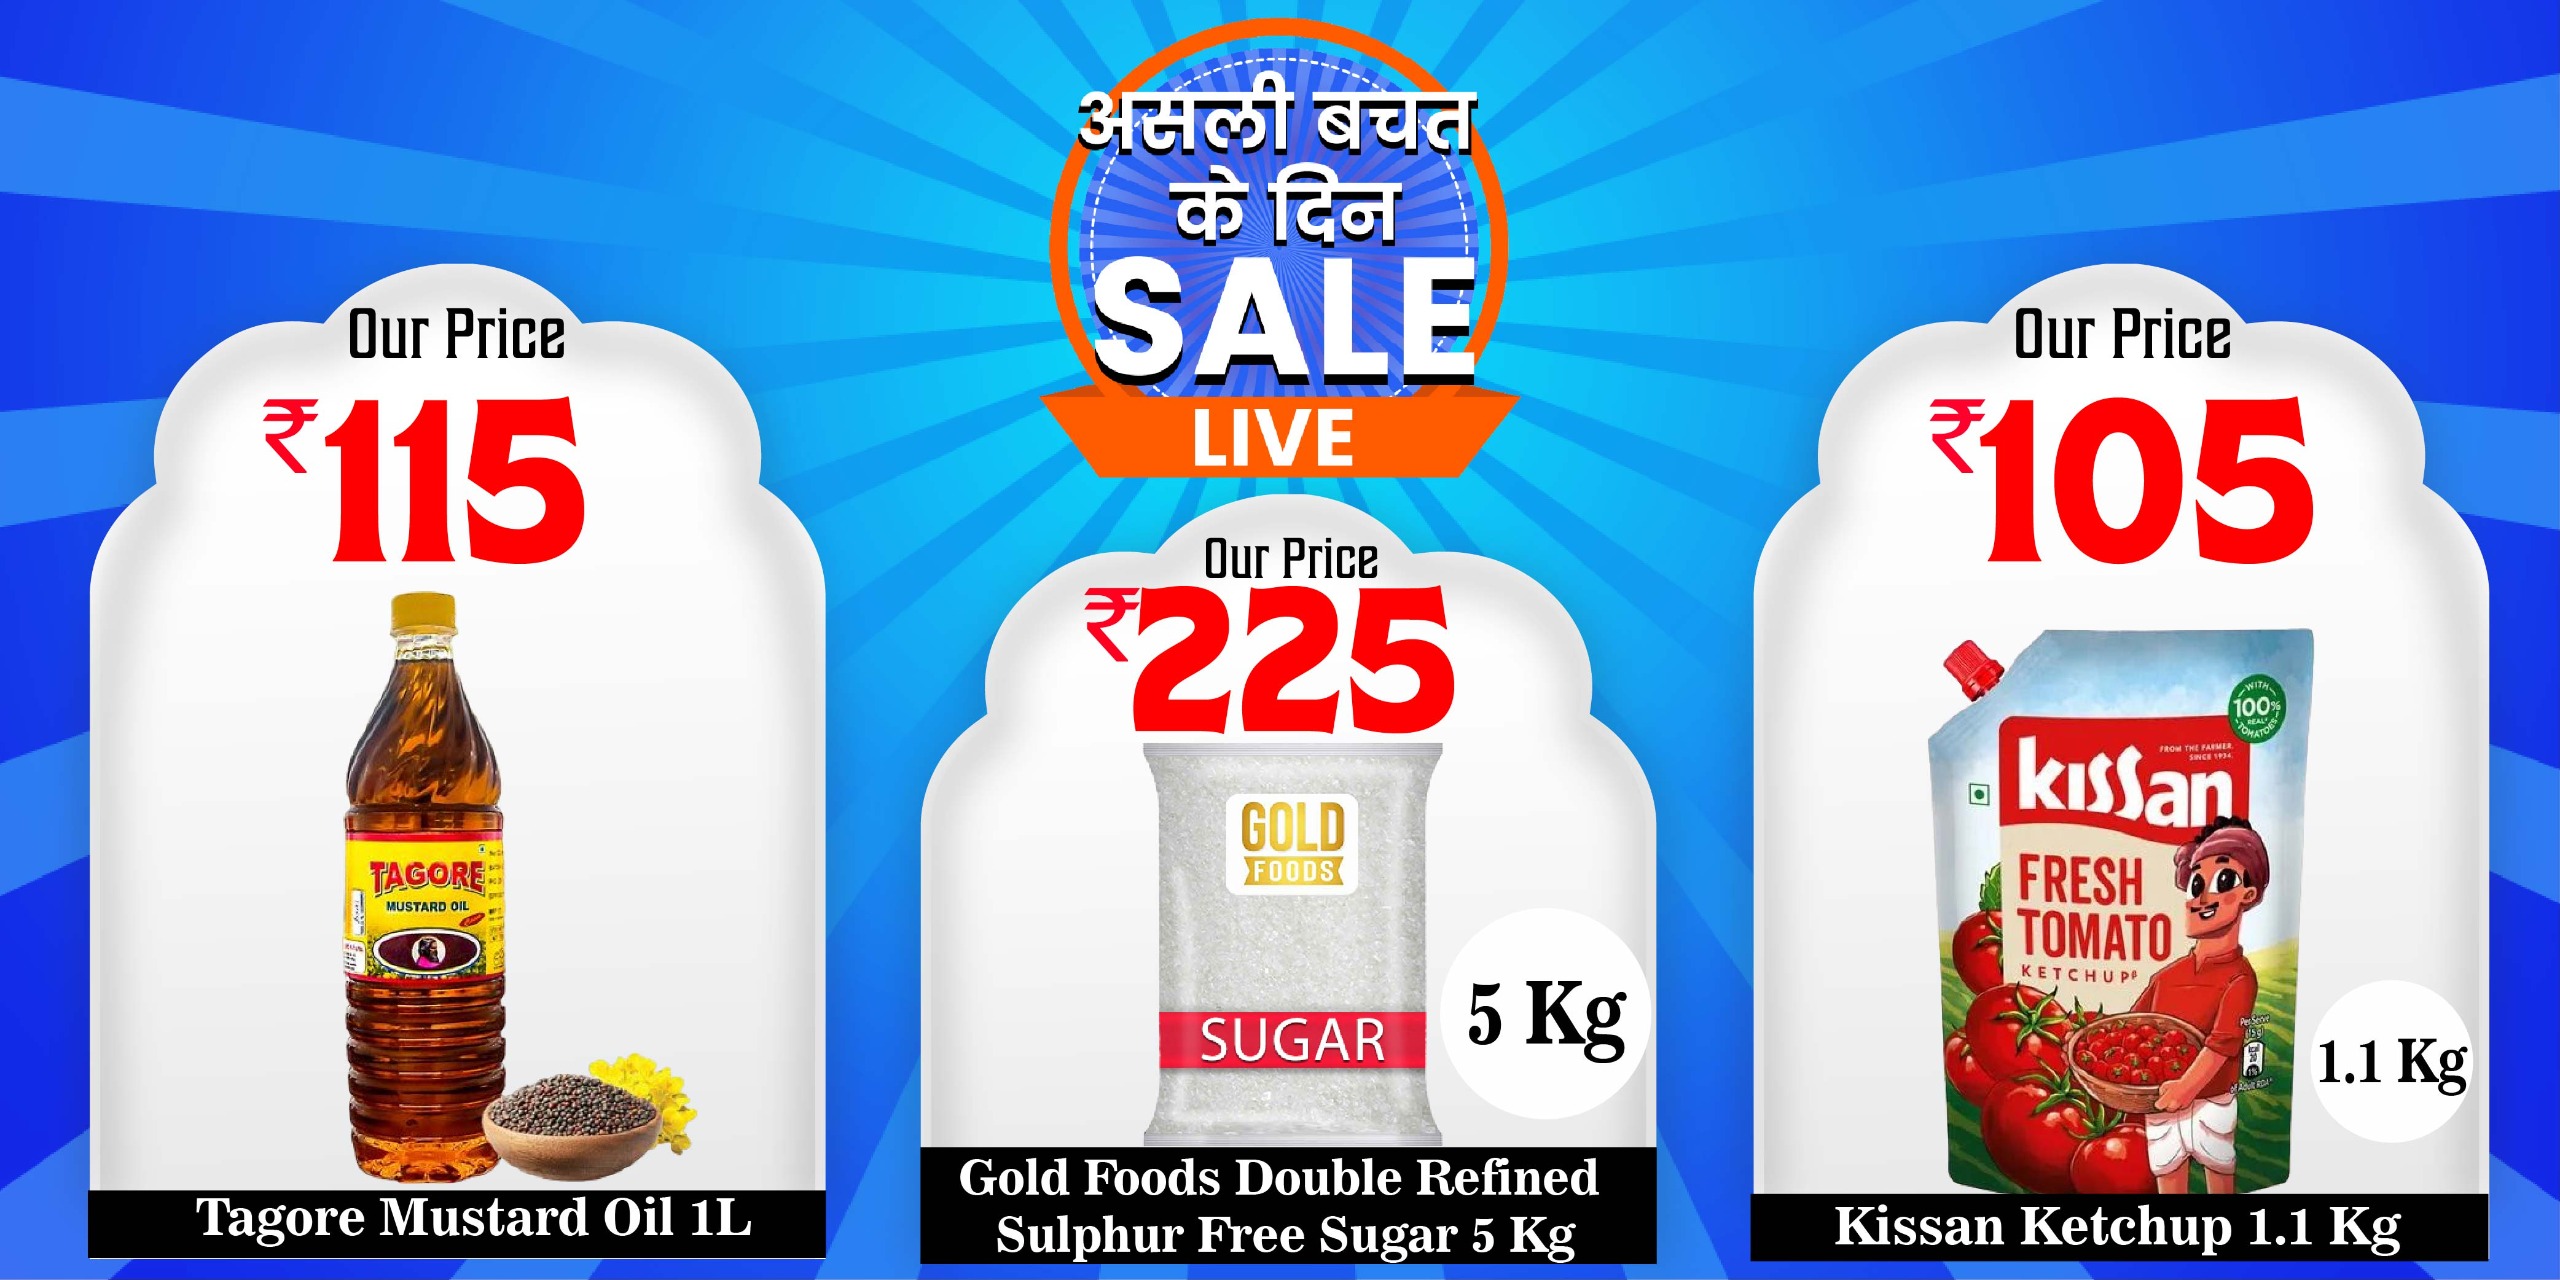 असली बचत
के दिन
SALE
LIVE
Our Price
₹115
TAGORE
MUSTARD OIL
Tagore Mustard Oil 1L
Our Price
₹225
GOLD
FOODS
SUGAR
5 Kg
Gold Foods Double Refined
Sulphur Free Sugar 5 Kg
Our Price
₹105
WITH
100%
REAL*
TOMATOES
FROM THE FARMER.
SINCE 1934.
kissan
FRESH
TOMATO
KETCHUP
Per Serve
1.1 Kg
Kissan Ketchup 1.1 Kg